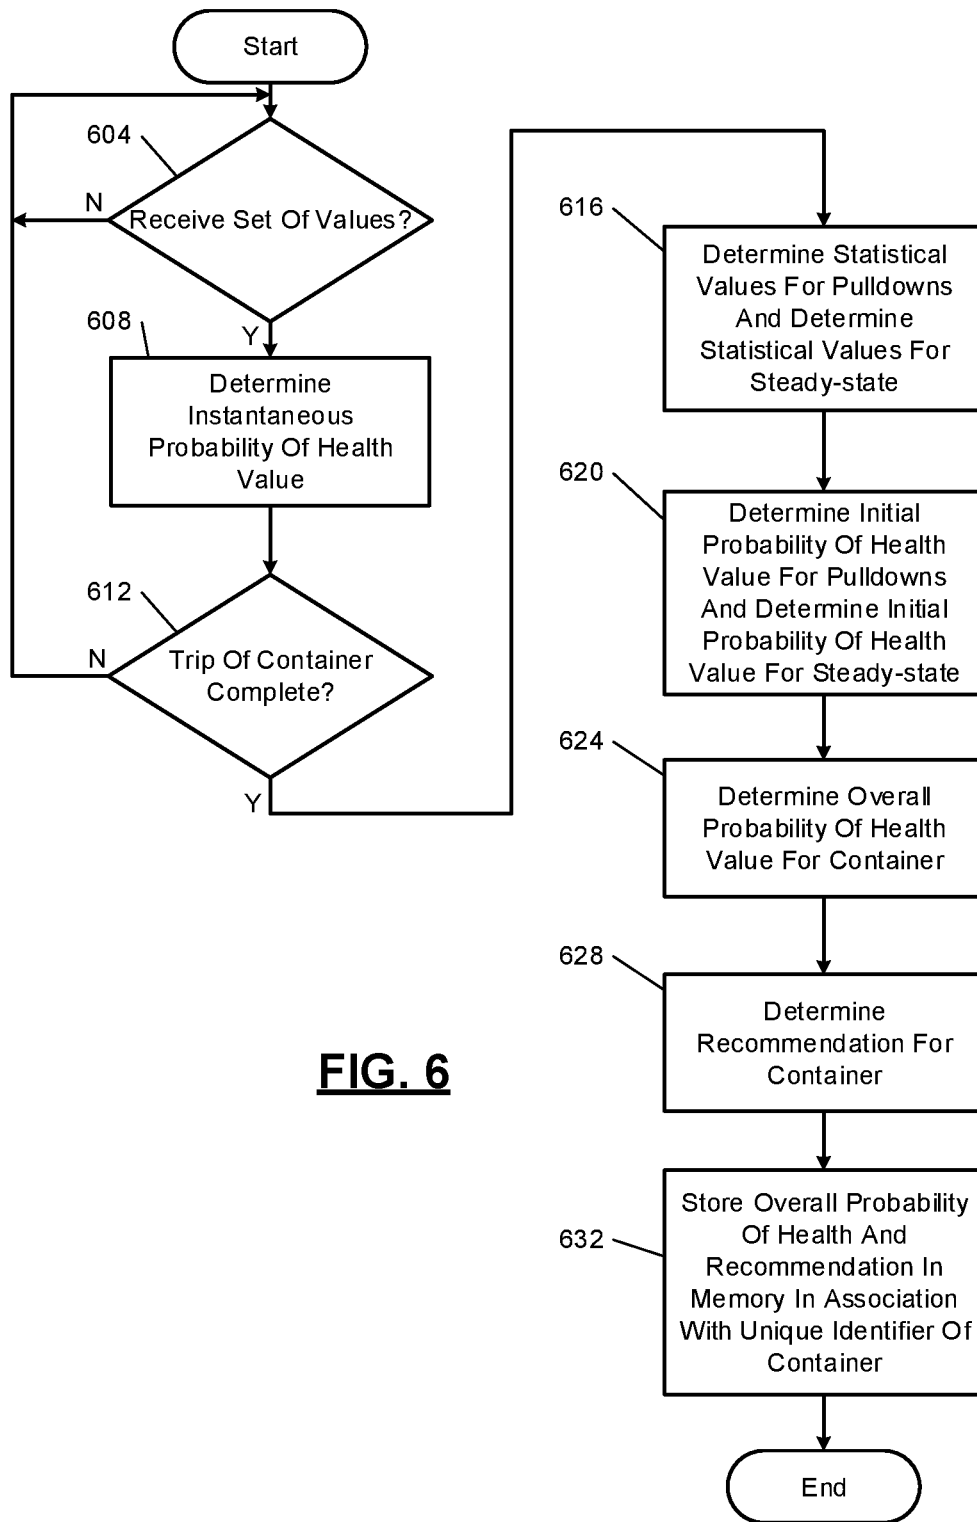 Start
604
N
Receive Set Of Values?
Y
608
Determine
Instantaneous
Probability Of Health
Value
612
N
Trip Of Container
Complete?
Y
616
Determine Statistical
Values For Pulldowns
And Determine
Statistical Values For
Steady-state
620
Determine Initial
Probability Of Health
Value For Pulldowns
And Determine Initial
Probability Of Health
Value For Steady-state
624
Determine Overall
Probability Of Health
Value For Container
628
Determine
Recommendation For
Container
632
Store Overall Probability
Of Health And
Recommendation In
Memory In Association
With Unique Identifier Of
Container
End
FIG. 6